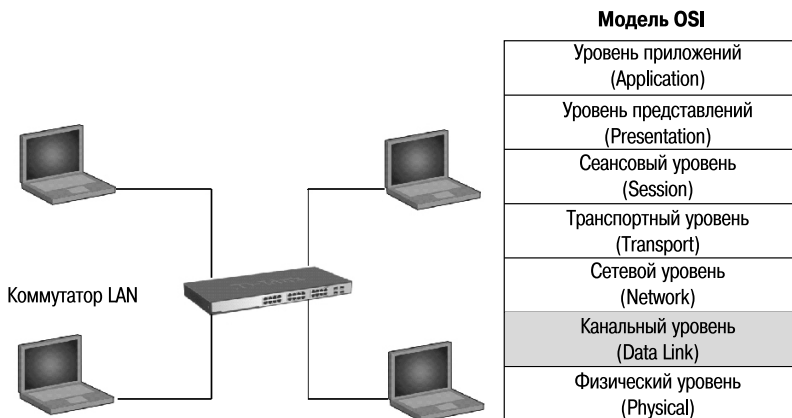 Модель OSI
Уровень приложений
(Application)
Уровень представлений
(Presentation)
Сеансовый уровень
(Session)
Транспортный уровень
(Transport)
Сетевой уровень
(Network)
Канальный уровень
(Data Link)
Физический уровень
(Physical)
Коммутатор LAN